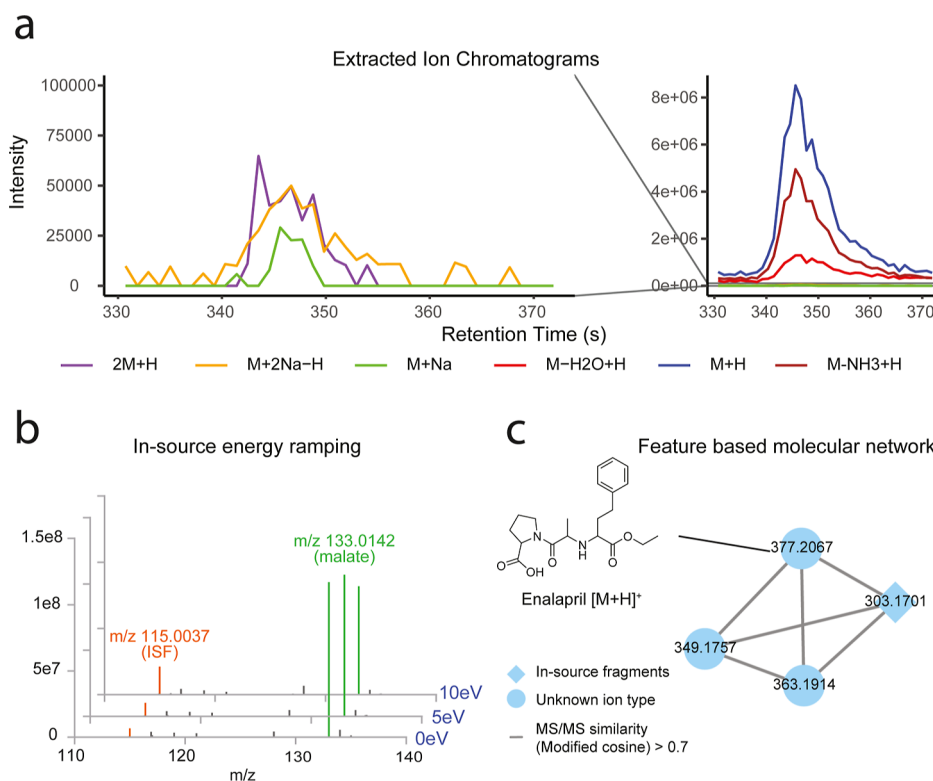 a
Extracted Ion Chromatograms
100000
75000
50000
25000
0
Intensity
8e+06
6e+06
4e+06
2e+06
0e+00
330 340 350 360 370
330 340 350 360 372
Retention Time (s)
2M+H M+2Na−H M+Na M−H2O+H M+H M-NH3+H
b
In-source energy ramping
1.5e8
1e8
5e7
0
m/z 133.0142
(malate)
m/z 115.0037
(ISF)
10eV
5eV
0eV
110 120 130 140
m/z
c
Feature based molecular network
N
O
O
OH
N
H
O
O
Enalapril [M+H]+
377.2067
303.1701
349.1757
363.1914
In-source fragments
Unknown ion type
MS/MS similarity
(Modified cosine) > 0.7